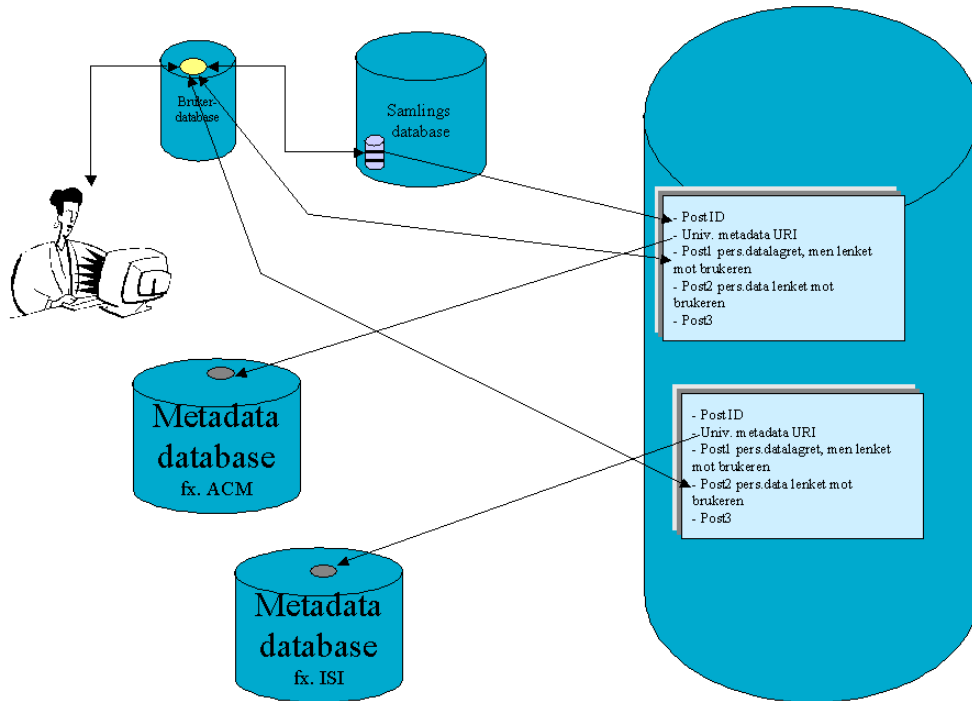 Bruker-
database
Samlings
database
- Post ID
- Univ. metadata URI
- Post1 pers.datalagret, men lenket
mot brukeren
- Post2 pers.data lenket mot
brukeren
- Post3
Metadata
database
fx. ACM
- Post ID
- Univ. metadata URI
- Post1 pers.datalagret, men lenket
mot brukeren
- Post2 pers.data lenket mot
brukeren
- Post3
Metadata
database
fx. ISI